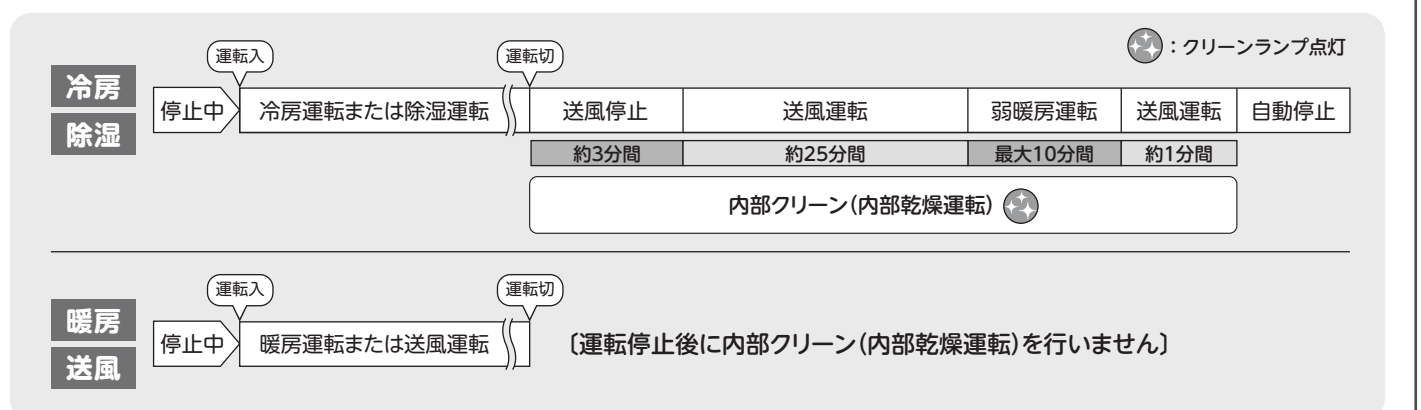 ：クリーンランプ点灯
冷房
除湿
運転入
運転切
停止中
冷房運転または除湿運転
送風停止
送風運転
弱暖房運転
送風運転
自動停止
約3分間
約25分間
最大10分間
約1分間
内部クリーン（内部乾燥運転）
暖房
送風
運転入
運転切
停止中
暖房運転または送風運転
〔運転停止後に内部クリーン（内部乾燥運転）を行いません〕